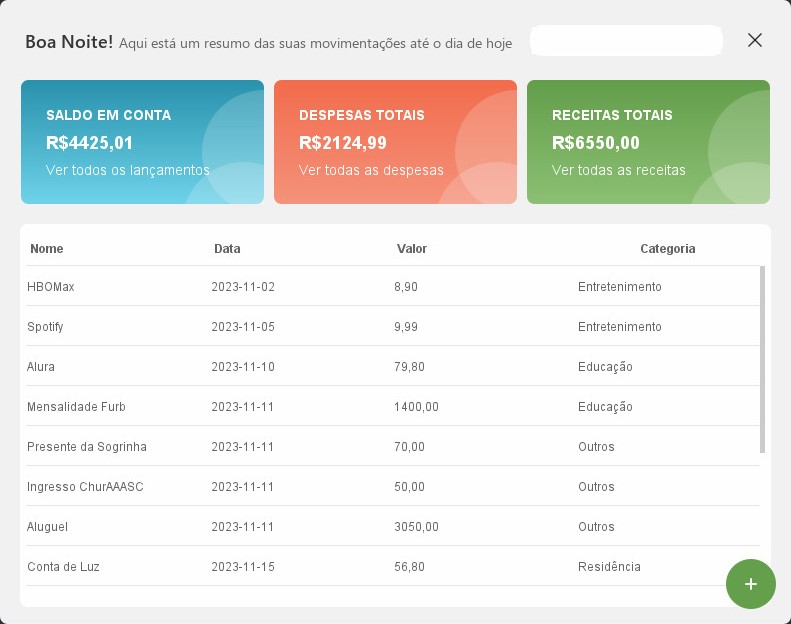 Boa Noite! Aqui está um resumo das suas movimentações até o dia de hoje
SALDO EM CONTA
R$4425,01
Ver todos os lançamentos
DESPESAS TOTAIS
R$2124,99
Ver todas as despesas
RECEITAS TOTAIS
R$6550,00
Ver todas as receitas
Nome Data Valor Categoria
HBOMax 2023-11-02 8,90 Entretenimento
Spotify 2023-11-05 9,99 Entretenimento
Alura 2023-11-10 79,80 Educação
Mensalidade Furb 2023-11-11 1400,00 Educação
Presente da Sogrinha 2023-11-11 70,00 Outros
Ingresso ChurAAASC 2023-11-11 50,00 Outros
Aluguel 2023-11-11 3050,00 Outros
Conta de Luz 2023-11-15 56,80 Residência
+